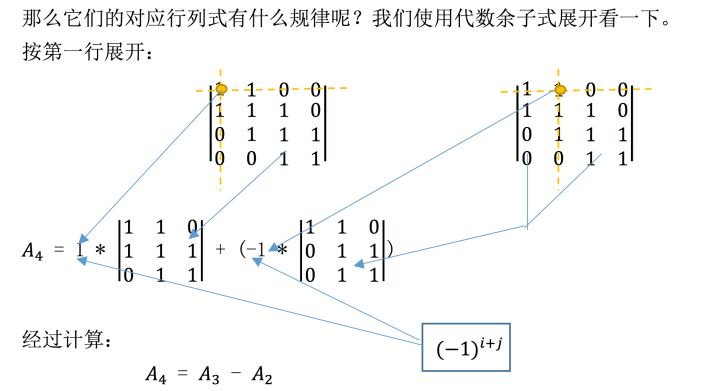 那么它们的对应行列式有什么规律呢？我们使用代数余子式展开看一下。
按第一行展开：
|1 1 0 0| |1 1 0 0|
|1 1 1 0| |1 1 1 0|
|0 1 1 1| |0 1 1 1|
|0 0 1 1| |0 0 1 1|
|1 1 0| |1 1 0|
A₄ = 1 * |1 1 1| + (−1 * |0 1 1|)
|0 1 1| |0 1 1|
经过计算：
(−1)^{i+j}
A₄ = A₃ − A₂